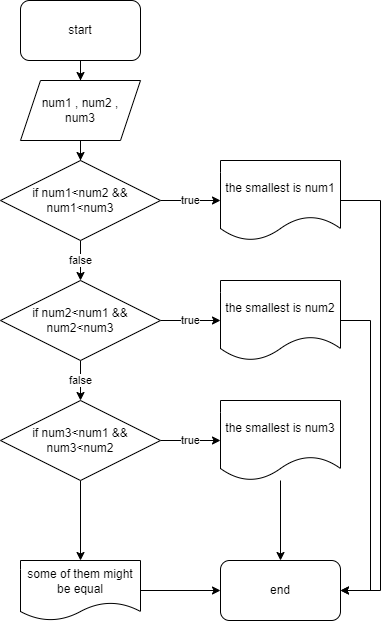 start
num1 , num2 ,
num3
if num1<num2 &&
num1<num3
true
the smallest is num1
false
if num2<num1 &&
num2<num3
true
the smallest is num2
false
if num3<num1 &&
num3<num2
true
the smallest is num3
some of them might
be equal
end